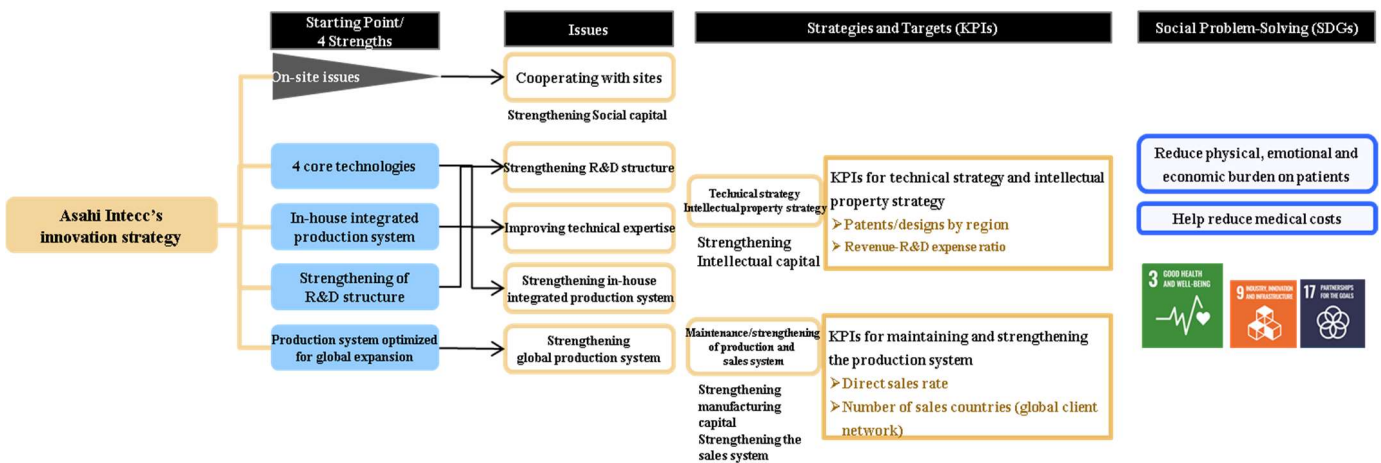 Starting Point/
4 Strengths
Issues
Strategies and Targets (KPIs)
Social Problem-Solving (SDGs)
On-site issues
Cooperating with sites
Strengthening Social capital
4 core technologies
Strengthening R&D structure
Asahi Intecc's
innovation strategy
In-house integrated
production system
Improving technical expertise
Strengthening of
R&D structure
Strengthening in-house
integrated production system
Production system optimized
for global expansion
Strengthening
global production system
Technical strategy
Intellectual property strategy
Strengthening
Intellectual capital
KPIs for technical strategy and intellectual
property strategy
➢Patents/designs by region
➢Revenue-R&D expense ratio
Maintenance/strengthening
of production and
sales system
Strengthening
manufacturing
capital
Strengthening the
sales system
KPIs for maintaining and strengthening
the production system
➢Direct sales rate
➢Number of sales countries (global client
network)
Reduce physical, emotional and
economic burden on patients
Help reduce medical costs
3 GOOD HEALTH
AND WELL-BEING
9 INDUSTRY, INNOVATION
AND INFRASTRUCTURE
17 PARTNERSHIPS
FOR THE GOALS